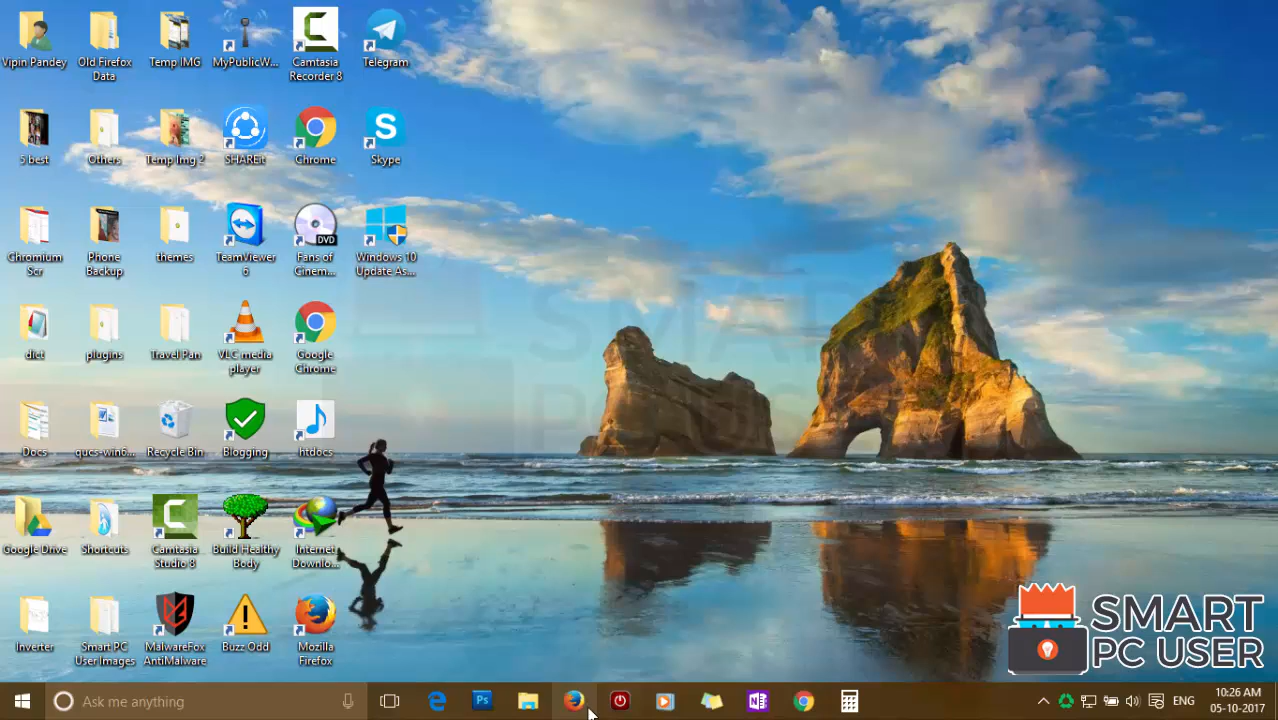 Vipin Pandey
Old Firefox
Data
Temp IMG
MyPublicW...
Camtasia
Recorder 8
Telegram
5 best
Others
Temp Img 2
SHAREit
Chrome
S
Skype
Chromium
Scr
Phone
Backup
themes
TeamViewer
6
DVD
Fans of
Cinem...
Windows 10
Update As...
dict
plugins
Travel Pan
VLC media
player
Google
Chrome
Docs
qucs-win6...
Recycle Bin
Blogging
htdocs
Google Drive
Shortcuts
Camtasia
Studio 8
Build Healthy
Body
Internet
Downlo...
Inverter
Smart PC
User Images
MalwareFox
AntiMalware
Buzz Odd
Mozilla
Firefox
SMART
PC USER
Ask me anything
Ps
N
ENG
10:26 AM
05-10-2017